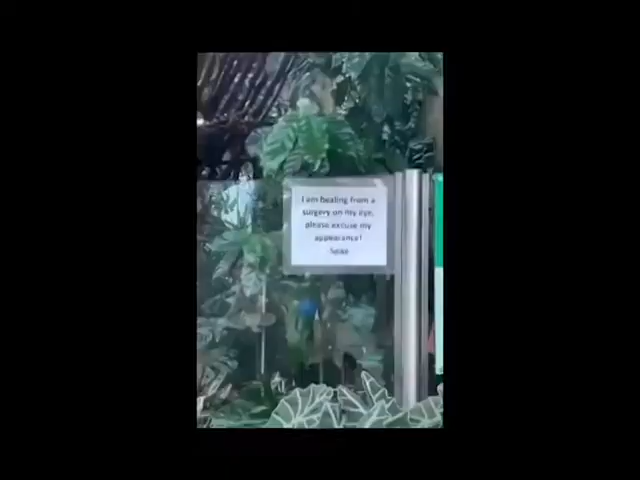 I am healing from a
surgery on my eye,
please excuse my
appearance!